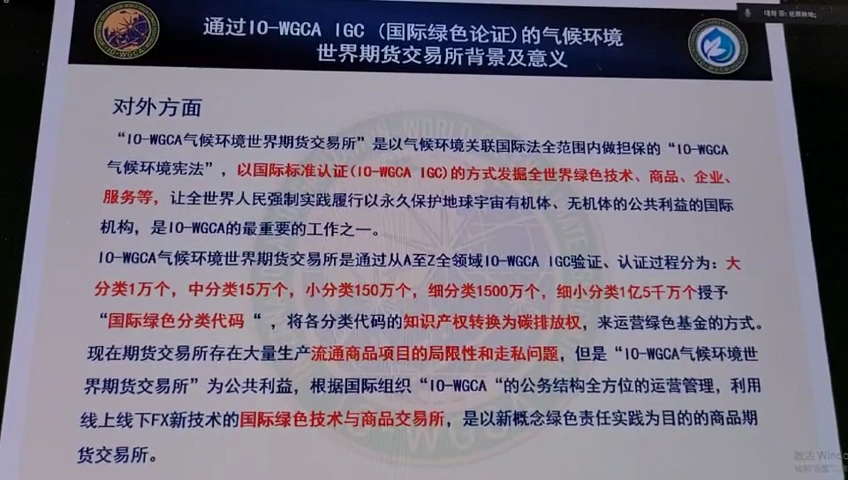 通过IO-WGCA IGC (国际绿色论证)的气候环境
世界期货交易所背景及意义
对外方面
“IO-WGCA气候环境世界期货交易所”是以气候环境关联国际法全范围内做担保的“IO-WGCA
气候环境宪法”，以国际标准认证(IO-WGCA IGC)的方式发掘全世界绿色技术、商品、企业、
服务等，让全世界人民强制实践履行以永久保护地球宇宙有机体、无机体的公共利益的国际
机构，是IO-WGCA的最重要的工作之一。
IO-WGCA气候环境世界期货交易所是通过从A至Z全领域IO-WGCA IGC验证、认证过程分为：大
分类1万个，中分类15万个，小分类150万个，细分类1500万个，细小分类1亿5千万个授予
“国际绿色分类代码“，将各分类代码的知识产权转换为碳排放权，来运营绿色基金的方式。
现在期货交易所存在大量生产流通商品项目的局限性和走私问题，但是“IO-WGCA气候环境世
界期货交易所”为公共利益，根据国际组织“IO-WGCA“的公务结构全方位的运营管理，利用
线上线下FX新技术的国际绿色技术与商品交易所，是以新概念绿色责任实践为目的的商品期
货交易所。
激活 Windo